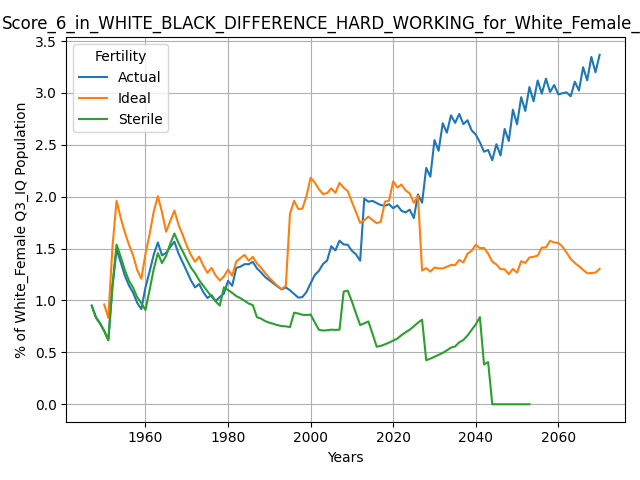 Score_6_in_WHITE_BLACK_DIFFERENCE_HARD_WORKING_for_White_Female_
Fertility
Actual
Ideal
Sterile
% of White_Female Q3_IQ Population
3.5
3.0
2.5
2.0
1.5
1.0
0.5
0.0
1960 1980 2000 2020 2040 2060
Years